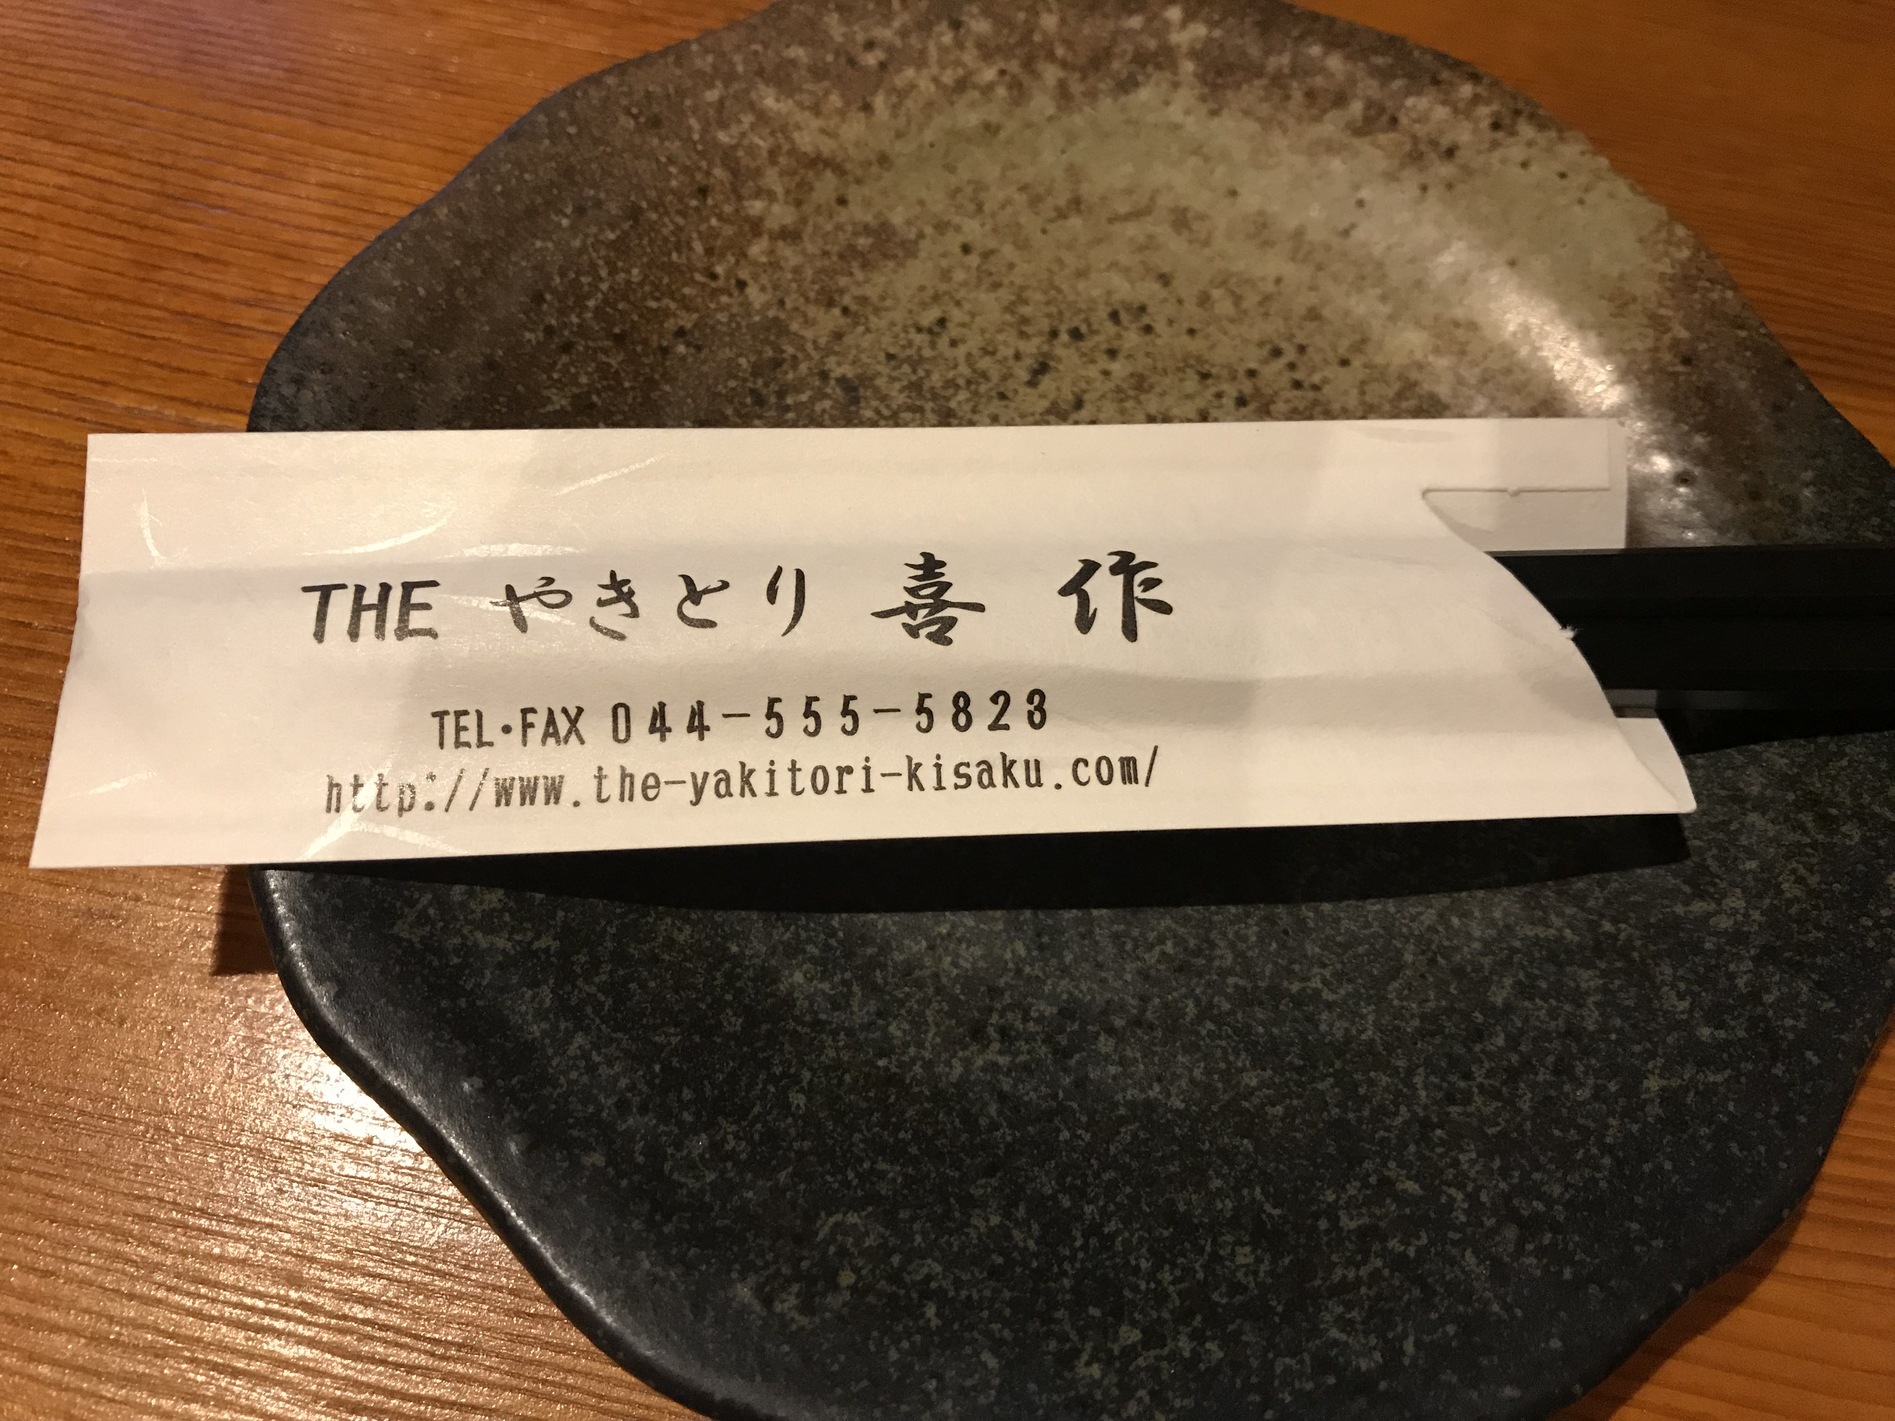 THE やきとり 喜作
TEL・FAX 044-555-5823
http://www.the-yakitori-kisaku.com/